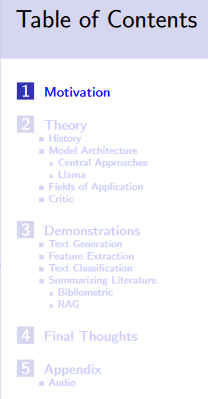 Table of Contents
1 Motivation
2 Theory
History
Model Architecture
Central Approaches
Llama
Fields of Application
Critic
3 Demonstrations
Text Generation
Feature Extraction
Text Classification
Summarizing Literature
Bibliometric
RAG
4 Final Thoughts
5 Appendix
Audio